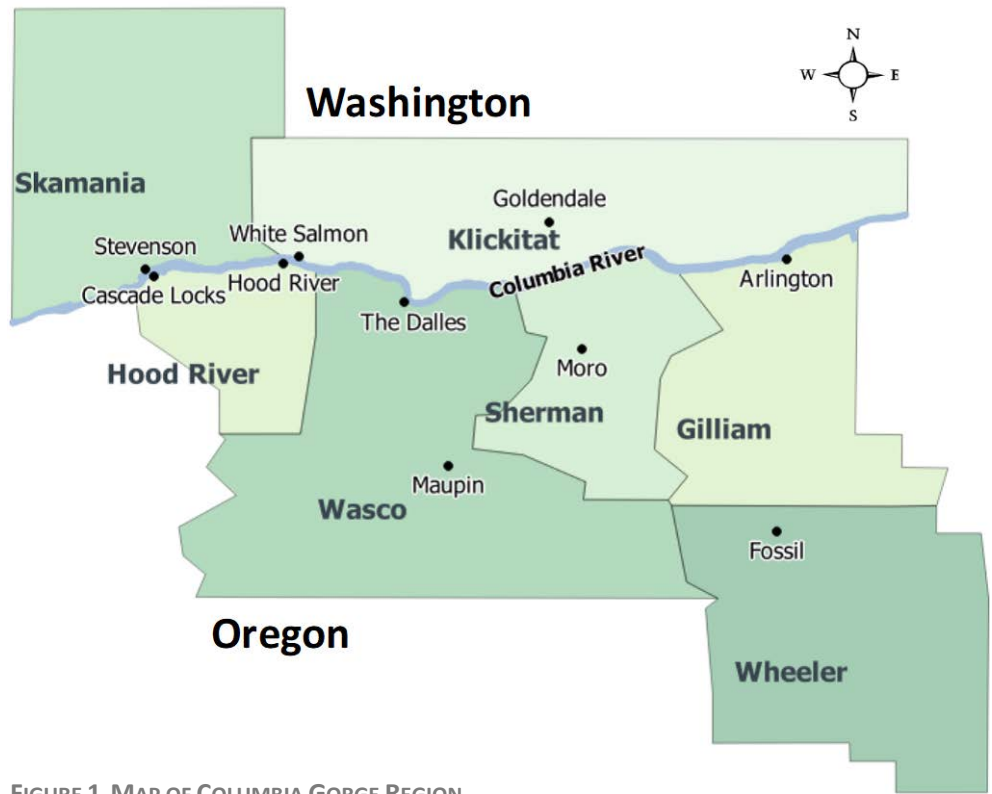 N
W E
S
Washington
Skamania
Goldendale
White Salmon
Klickitat
Stevenson
Columbia River
Hood River
Arlington
Cascade Locks
The Dalles
Moro
Hood River
Sherman
Gilliam
Maupin
Wasco
Fossil
Oregon
Wheeler
FIGURE 1 MAP OF COLUMBIA GORGE REGION